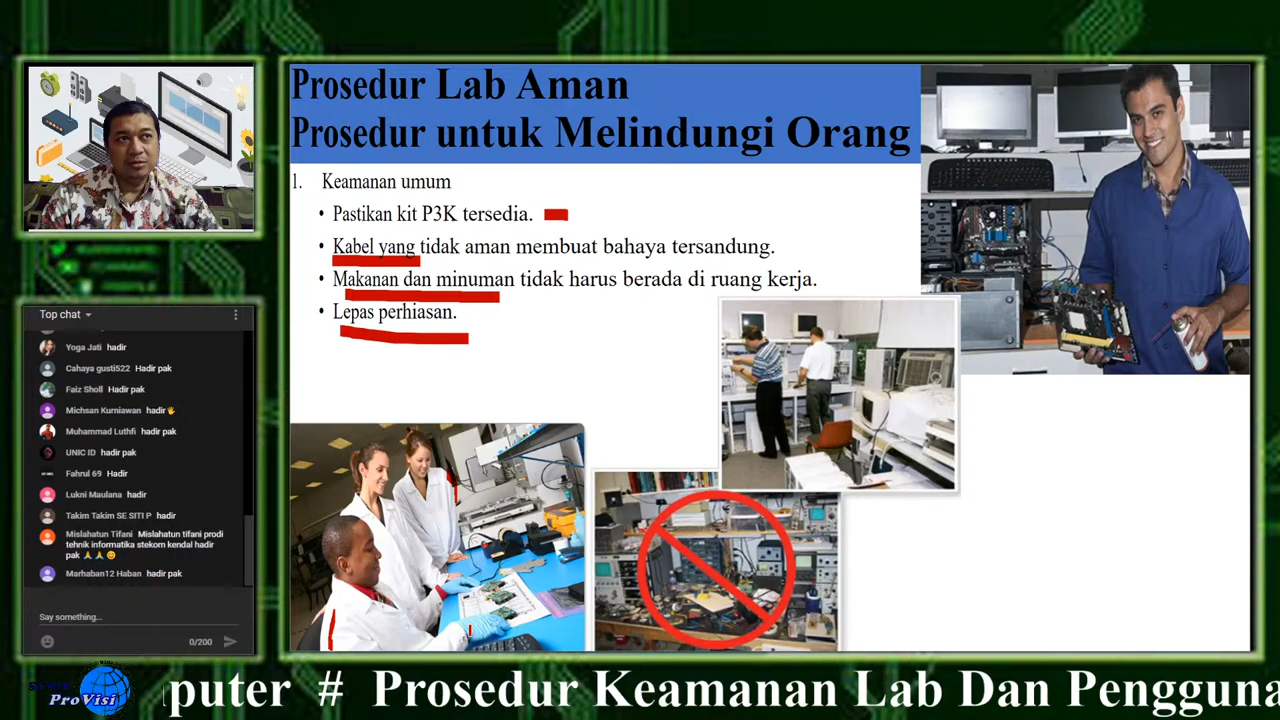 Prosedur Lab Aman
Prosedur untuk Melindungi Orang
1. Keamanan umum
• Pastikan kit P3K tersedia.
• Kabel yang tidak aman membuat bahaya tersandung.
• Makanan dan minuman tidak harus berada di ruang kerja.
• Lepas perhiasan.
Top chat
Yoga Jati hadir
Cahaya gusti522 Hadir pak
Faiz Sholl Hadir pak
Michsan Kurniawan hadir🖐
Muhammad Luthfi hadir pak
UNIC ID hadir pak
Fahrul 69 Hadir
Lukni Maulana hadir
Takim Takim SE SITI P hadir
Mislahatun Tifani Mislahatun tifani prodi
tehnik informatika stekom kendal hadir
pak 🙏 🙏 😊
Marhaban12 Haban hadir pak
Say something...
0/200
ProVisi
puter # Prosedur Keamanan Lab Dan Pengguna